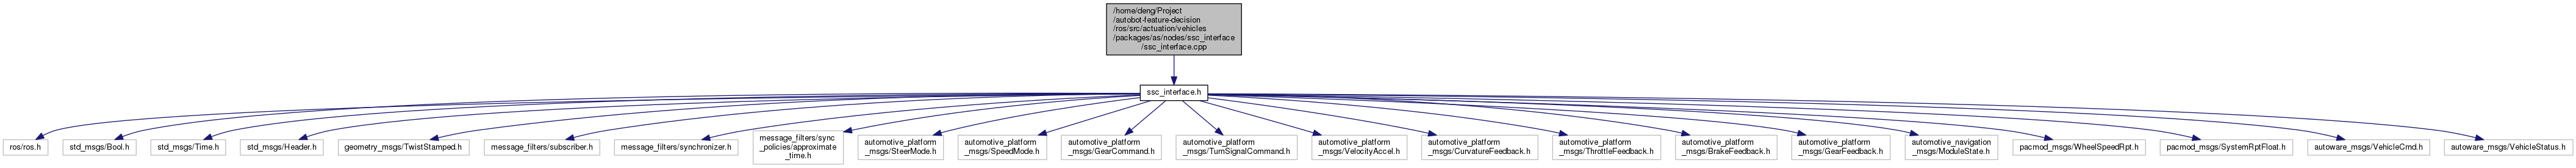 /home/deng/Project
/autobot-feature-decision
/ros/src/actuation/vehicles
/packages/as/nodes/ssc_interface
/ssc_interface.cpp
ssc_interface.h
ros/ros.h
std_msgs/Bool.h
std_msgs/Time.h
std_msgs/Header.h
geometry_msgs/TwistStamped.h
message_filters/subscriber.h
message_filters/synchronizer.h
message_filters/sync
_policies/approximate
_time.h
automotive_platform
_msgs/SteerMode.h
automotive_platform
_msgs/SpeedMode.h
automotive_platform
_msgs/GearCommand.h
automotive_platform
_msgs/TurnSignalCommand.h
automotive_platform
_msgs/VelocityAccel.h
automotive_platform
_msgs/CurvatureFeedback.h
automotive_platform
_msgs/ThrottleFeedback.h
automotive_platform
_msgs/BrakeFeedback.h
automotive_platform
_msgs/GearFeedback.h
automotive_navigation
_msgs/ModuleState.h
pacmod_msgs/WheelSpeedRpt.h
pacmod_msgs/SystemRptFloat.h
autoware_msgs/VehicleCmd.h
autoware_msgs/VehicleStatus.h